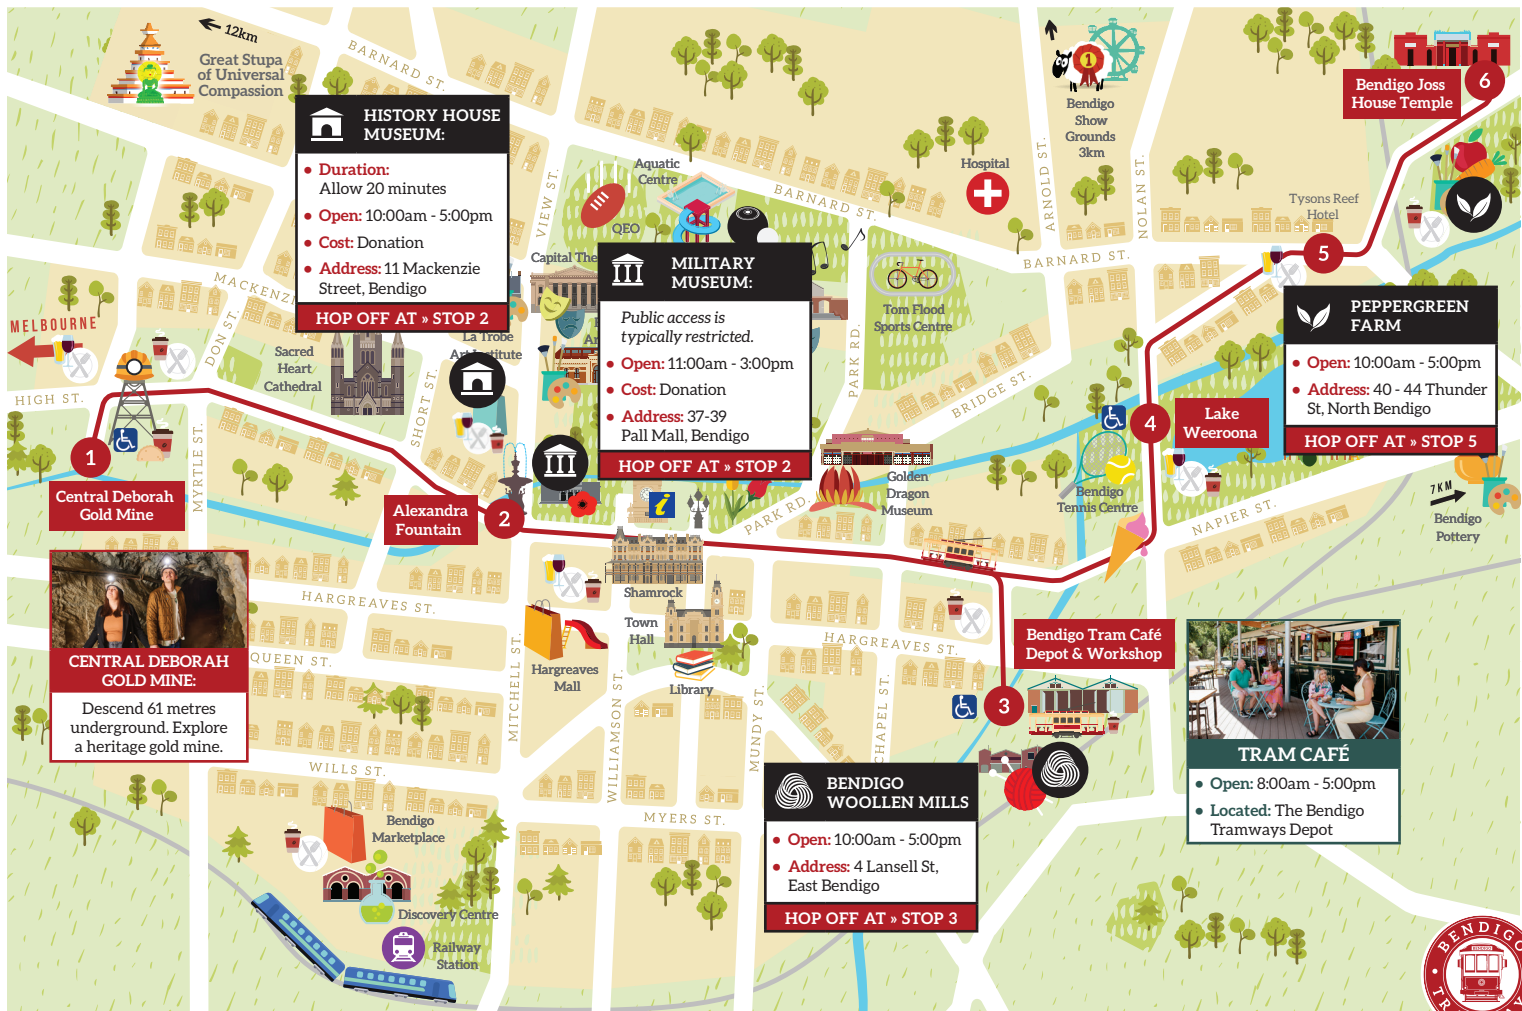 12km
Great Stupa
of Universal
Compassion
BARNARD ST.
HISTORY HOUSE
MUSEUM:
• Duration:
Allow 20 minutes
• Open: 10:00am - 5:00pm
• Cost: Donation
• Address: 11 Mackenzie
Street, Bendigo
HOP OFF AT » STOP 2
VIEW ST.
Aquatic
Centre
QEO
Capital The
BARNARD ST.
Hospital
1
Bendigo
Show
Grounds
3km
ARNOLD ST.
NOLAN ST.
BARNARD ST.
Tysons Reef
Hotel
5
Bendigo Joss
House Temple
6
MILITARY
MUSEUM:
Public access is
typically restricted.
• Open: 11:00am - 3:00pm
• Cost: Donation
• Address: 37-39
Pall Mall, Bendigo
HOP OFF AT » STOP 2
Tom Flood
Sports Centre
PARK RD.
BRIDGE ST.
PEPPERGREEN
FARM
• Open: 10:00am - 5:00pm
• Address: 40 - 44 Thunder
St, North Bendigo
HOP OFF AT » STOP 5
MELBOURNE
MACKENZI
DON ST.
HIGH ST.
Sacred
Heart
Cathedral
La Trobe
Art Institute
Ar
SHORT ST.
1
Central Deborah
Gold Mine
MYRTLE ST.
Alexandra
Fountain
2
i
PARK RD.
Golden
Dragon
Museum
4
Lake
Weeroona
Bendigo
Tennis Centre
NAPIER ST.
7KM
Bendigo
Pottery
CENTRAL DEBORAH
GOLD MINE:
Descend 61 metres
underground. Explore
a heritage gold mine.
HARGREAVES ST.
QUEEN ST.
WILLS ST.
MITCHELL ST.
Hargreaves
Mall
Shamrock
Town
Hall
Library
WILLIAMSON ST.
MUNDY ST.
HARGREAVES ST.
CHAPEL ST.
MYERS ST.
Bendigo Tram Café
Depot & Workshop
3
BENDIGO
WOOLLEN MILLS
• Open: 10:00am - 5:00pm
• Address: 4 Lansell St,
East Bendigo
HOP OFF AT » STOP 3
TRAM CAFÉ
• Open: 8:00am - 5:00pm
• Located: The Bendigo
Tramways Depot
Bendigo
Marketplace
Discovery Centre
Railway
Station
BENDIGO